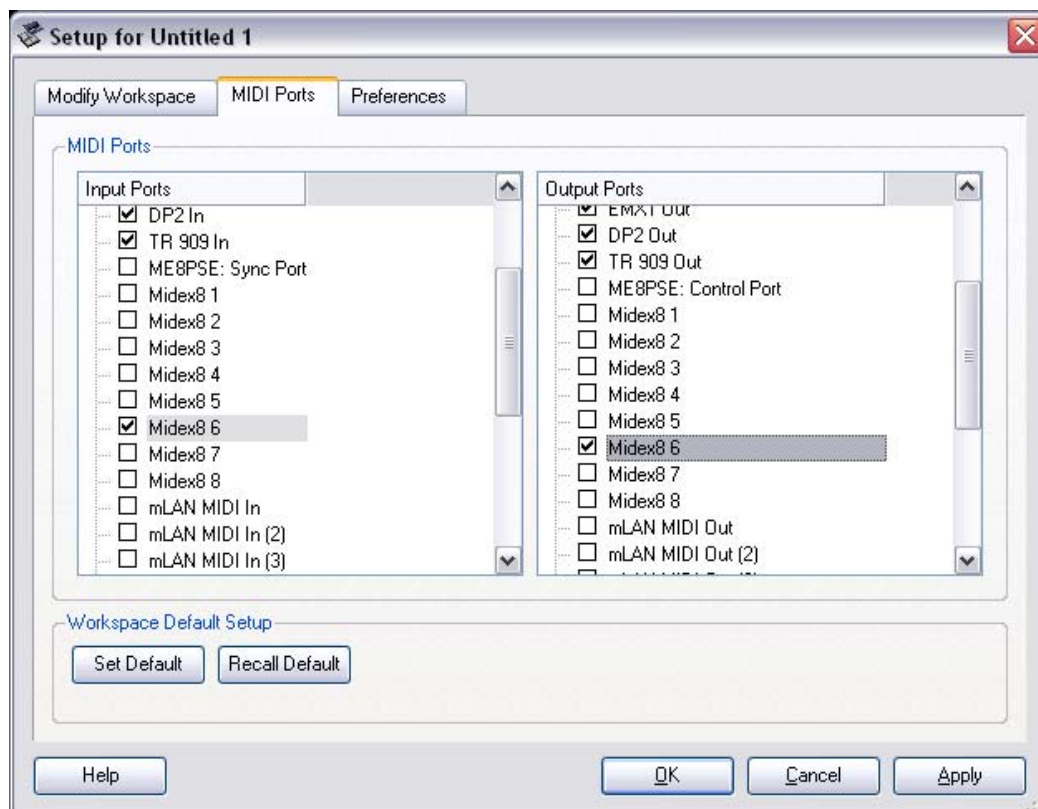 Setup for Untitled 1
Modify Workspace
MIDI Ports
Preferences
MIDI Ports
Input Ports
DP2 In
TR 909 In
ME8PSE: Sync Port
Midex8 1
Midex8 2
Midex8 3
Midex8 4
Midex8 5
Midex8 6
Midex8 7
Midex8 8
mLAN MIDI In
mLAN MIDI In (2)
mLAN MIDI In (3)
Output Ports
EMX1 Out
DP2 Out
TR 909 Out
ME8PSE: Control Port
Midex8 1
Midex8 2
Midex8 3
Midex8 4
Midex8 5
Midex8 6
Midex8 7
Midex8 8
mLAN MIDI Out
mLAN MIDI Out (2)
Workspace Default Setup
Set Default
Recall Default
Help
OK
Cancel
Apply